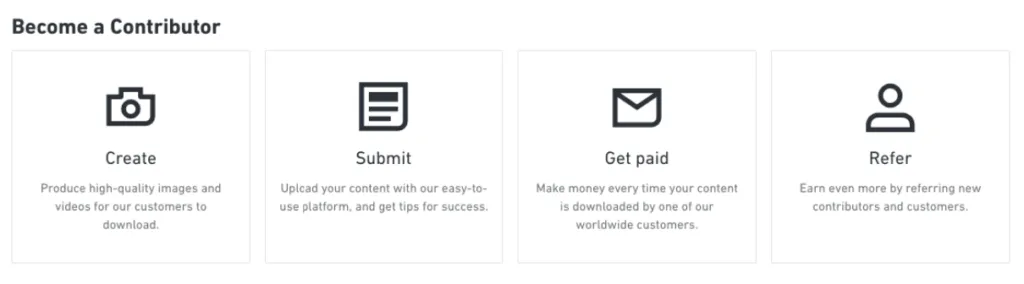 Become a Contributor
Create
Produce high-quality images and
videos for our customers to
download.
Submit
Upload your content with our easy-to-
use platform, and get tips for success.
Get paid
Make money every time your content
is downloaded by one of our
worldwide customers.
Refer
Earn even more by referring new
contributors and customers.